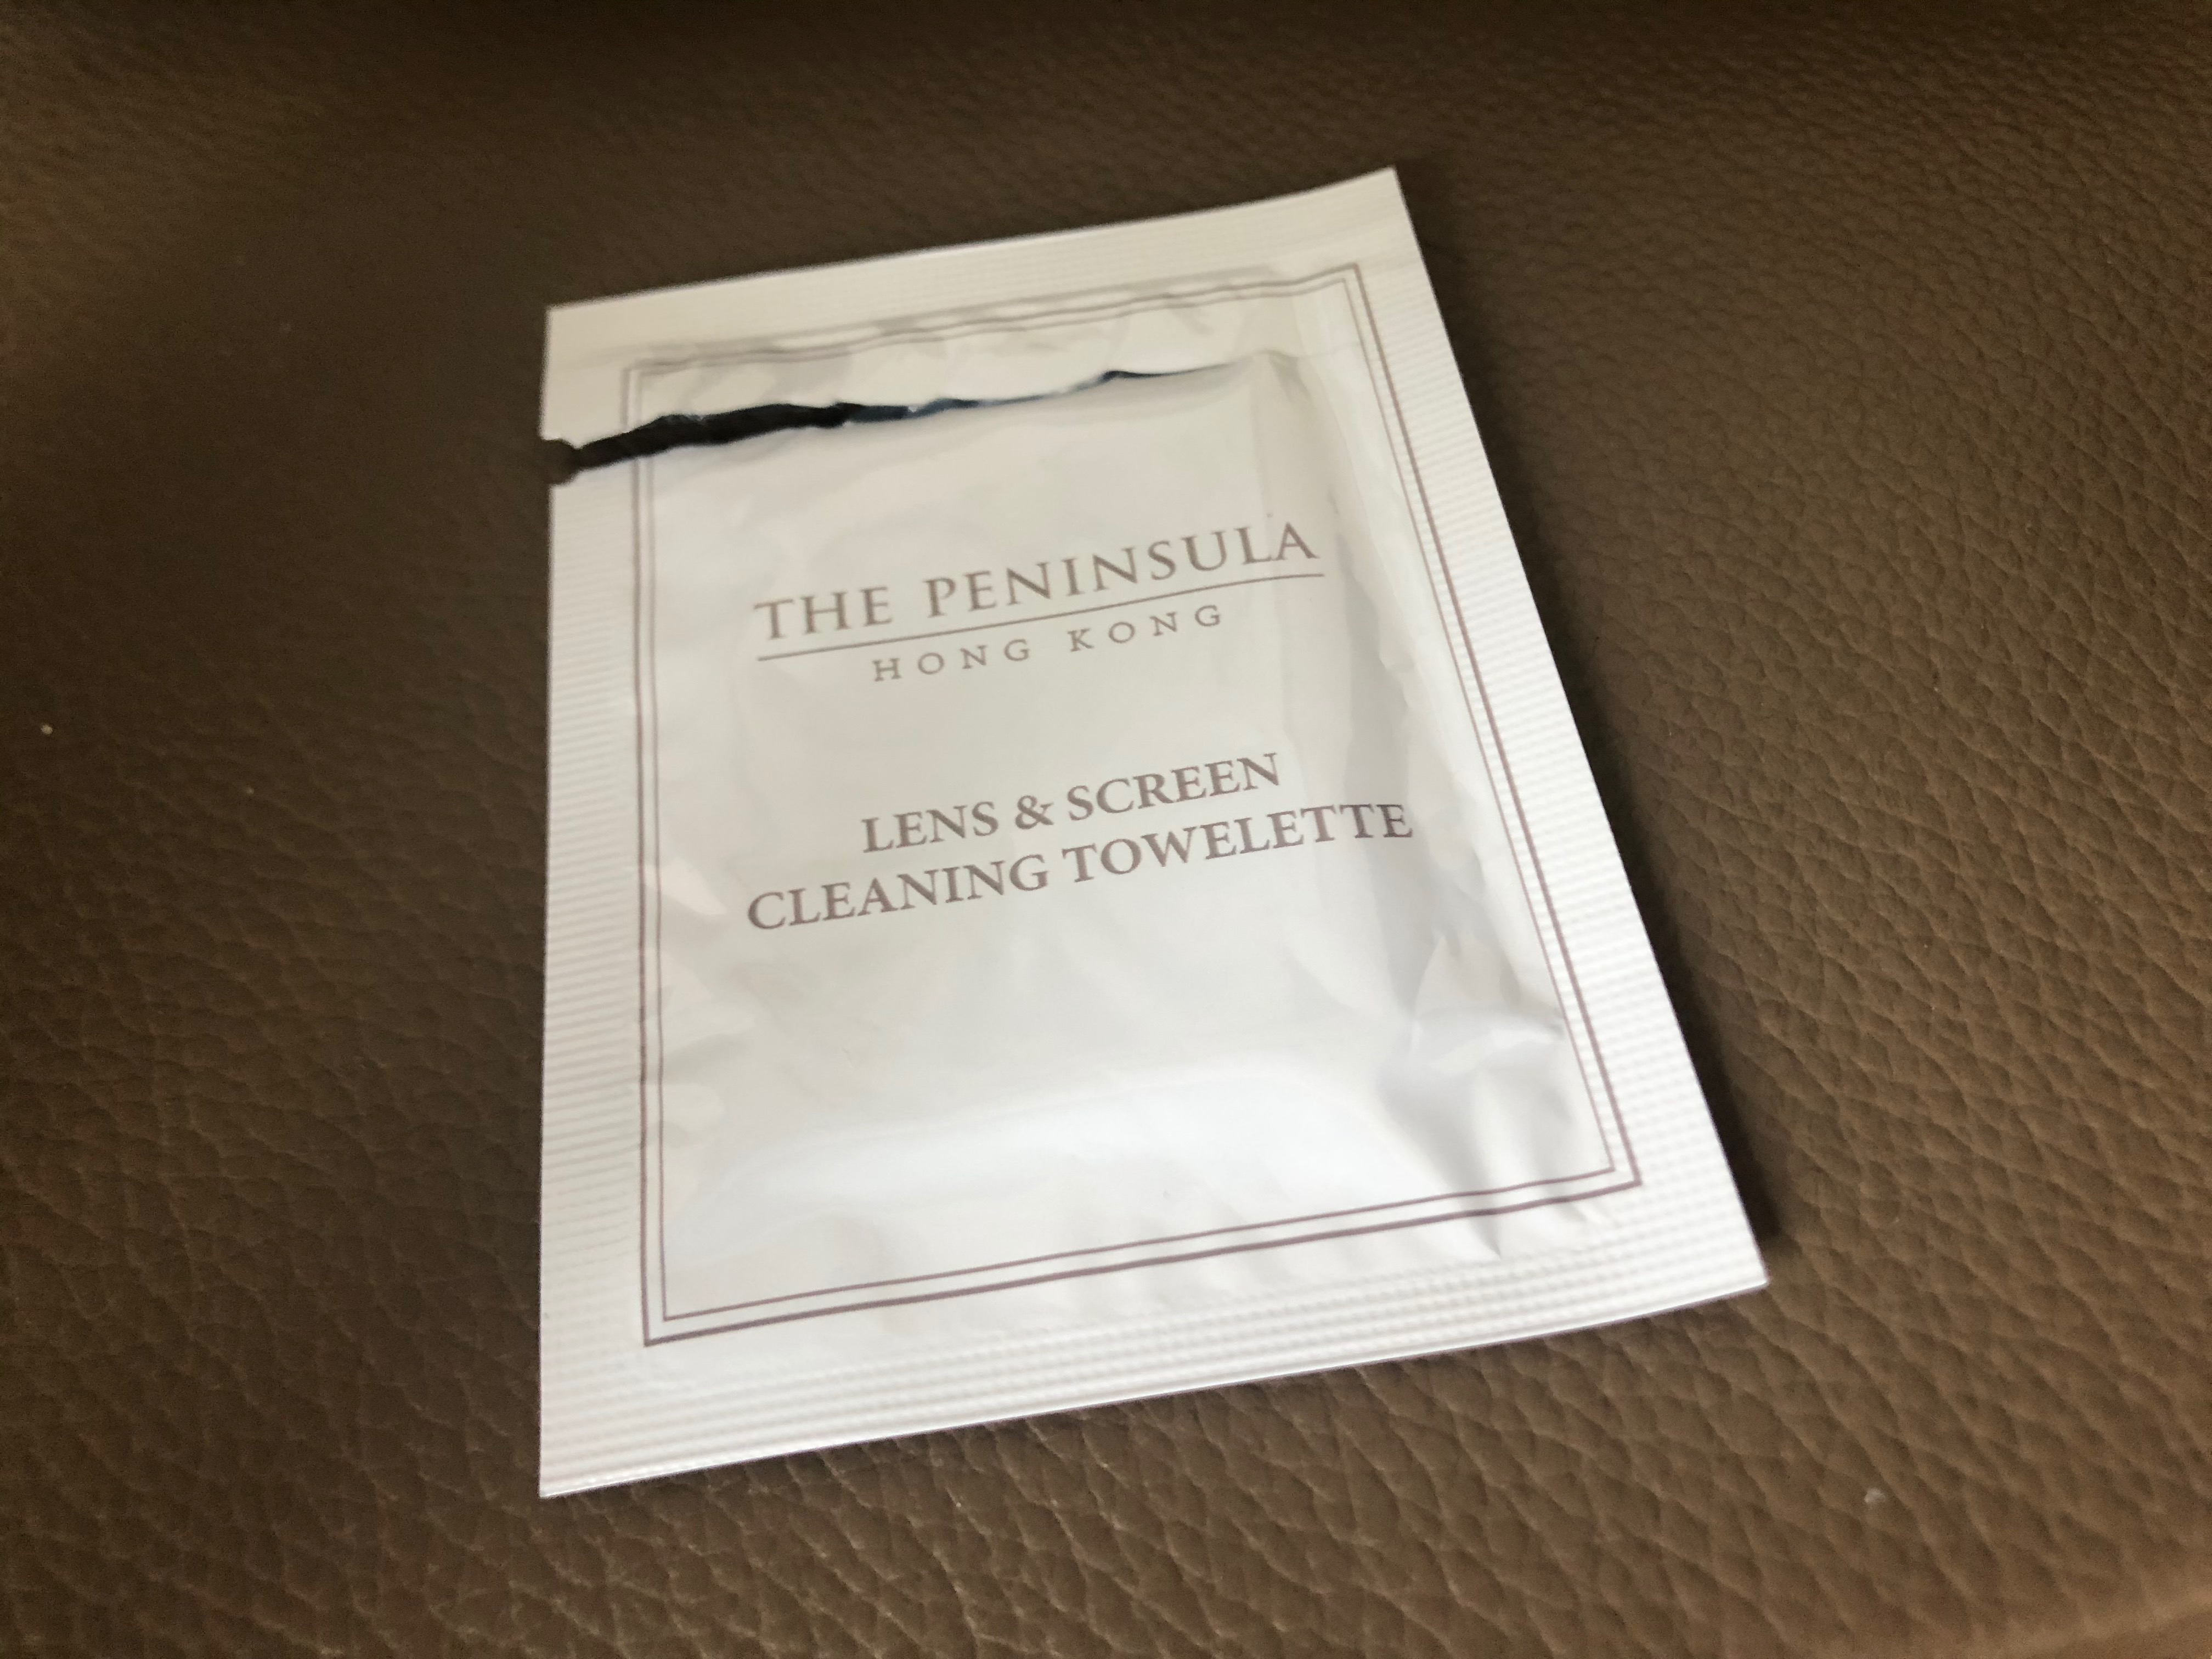 THE PENINSULA
HONG KONG
LENS & SCREEN
CLEANING TOWELETTE